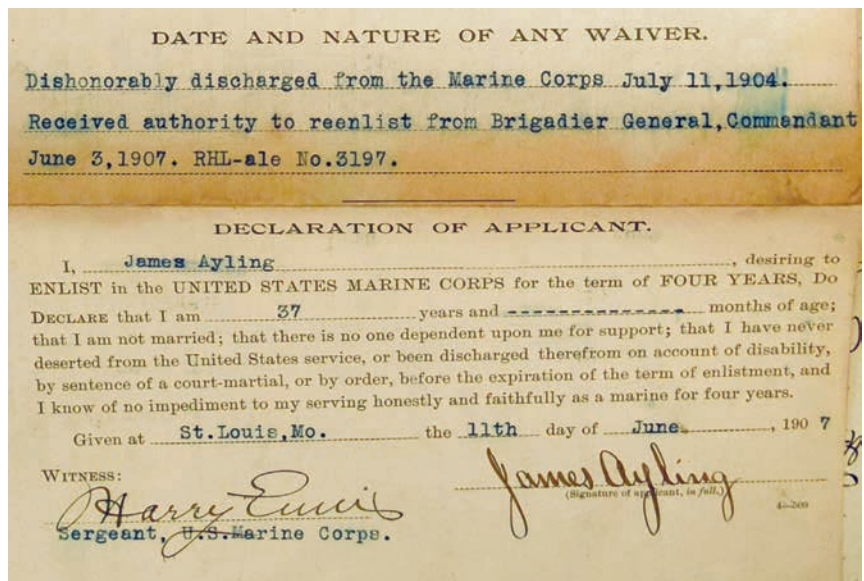 DATE AND NATURE OF ANY WAIVER.
Dishonorably discharged from the Marine Corps July 11,1904.
Received authority to reenlist from Brigadier General,Commandant
June 3,1907. RHL-ale No.3197.
DECLARATION OF APPLICANT.
I, James Ayling, desiring to
ENLIST in the UNITED STATES MARINE CORPS for the term of FOUR YEARS, DO
DECLARE that I am 37 years and --------------- months of age;
that I am not married; that there is no one dependent upon me for support; that I have never
deserted from the United States service, or been discharged therefrom on account of disability,
by sentence of a court-martial, or by order, before the expiration of the term of enlistment, and
I know of no impediment to my serving honestly and faithfully as a marine for four years.
Given at St.Louis,Mo. the 11th day of June, 1907
WITNESS:
James Ayling
(Signature of applicant, in full.)
Harry
Sergeant, U.S.Marine Corps.